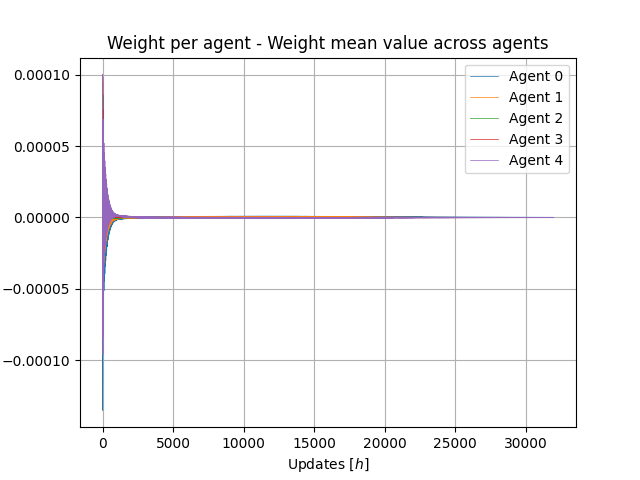 Weight per agent - Weight mean value across agents
0.00010
0.00005
0.00000
−0.00005
−0.00010
Agent 0
Agent 1
Agent 2
Agent 3
Agent 4
0 5000 10000 15000 20000 25000 30000
Updates [h]